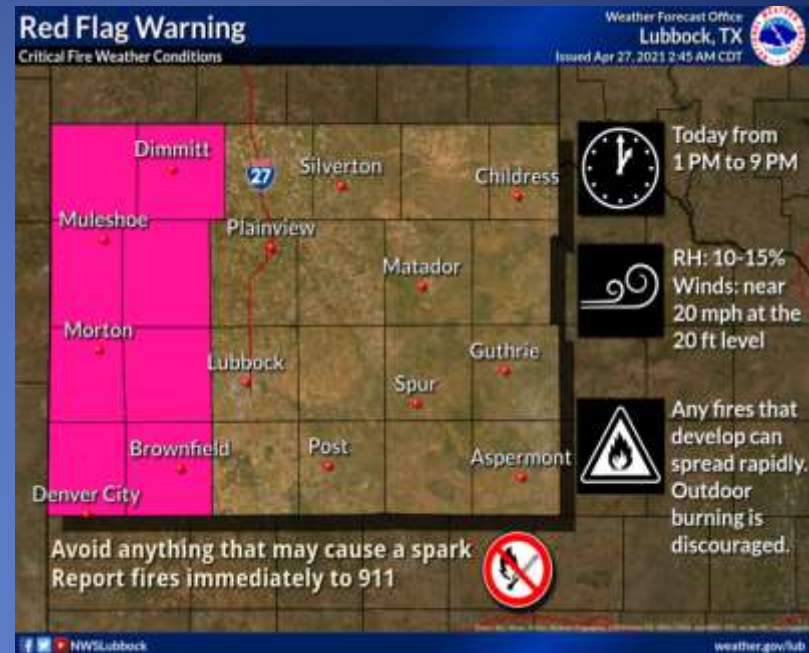 Red Flag Warning
Critical Fire Weather Conditions
Weather Forecast Office
Lubbock, TX
Issued Apr 27, 2021 2:45 AM CDT
Dimmitt
27
Silverton
Childress
Muleshoe
Plainview
Matador
Morton
Lubbock
Guthrie
Spur
Brownfield
Post
Aspermont
Denver City
Today from
1 PM to 9 PM
RH: 10-15%
Winds: near
20 mph at the
20 ft level
Any fires that
develop can
spread rapidly.
Outdoor
burning is
discouraged.
Avoid anything that may cause a spark
Report fires immediately to 911
NWSLubbock
weather.gov/lub